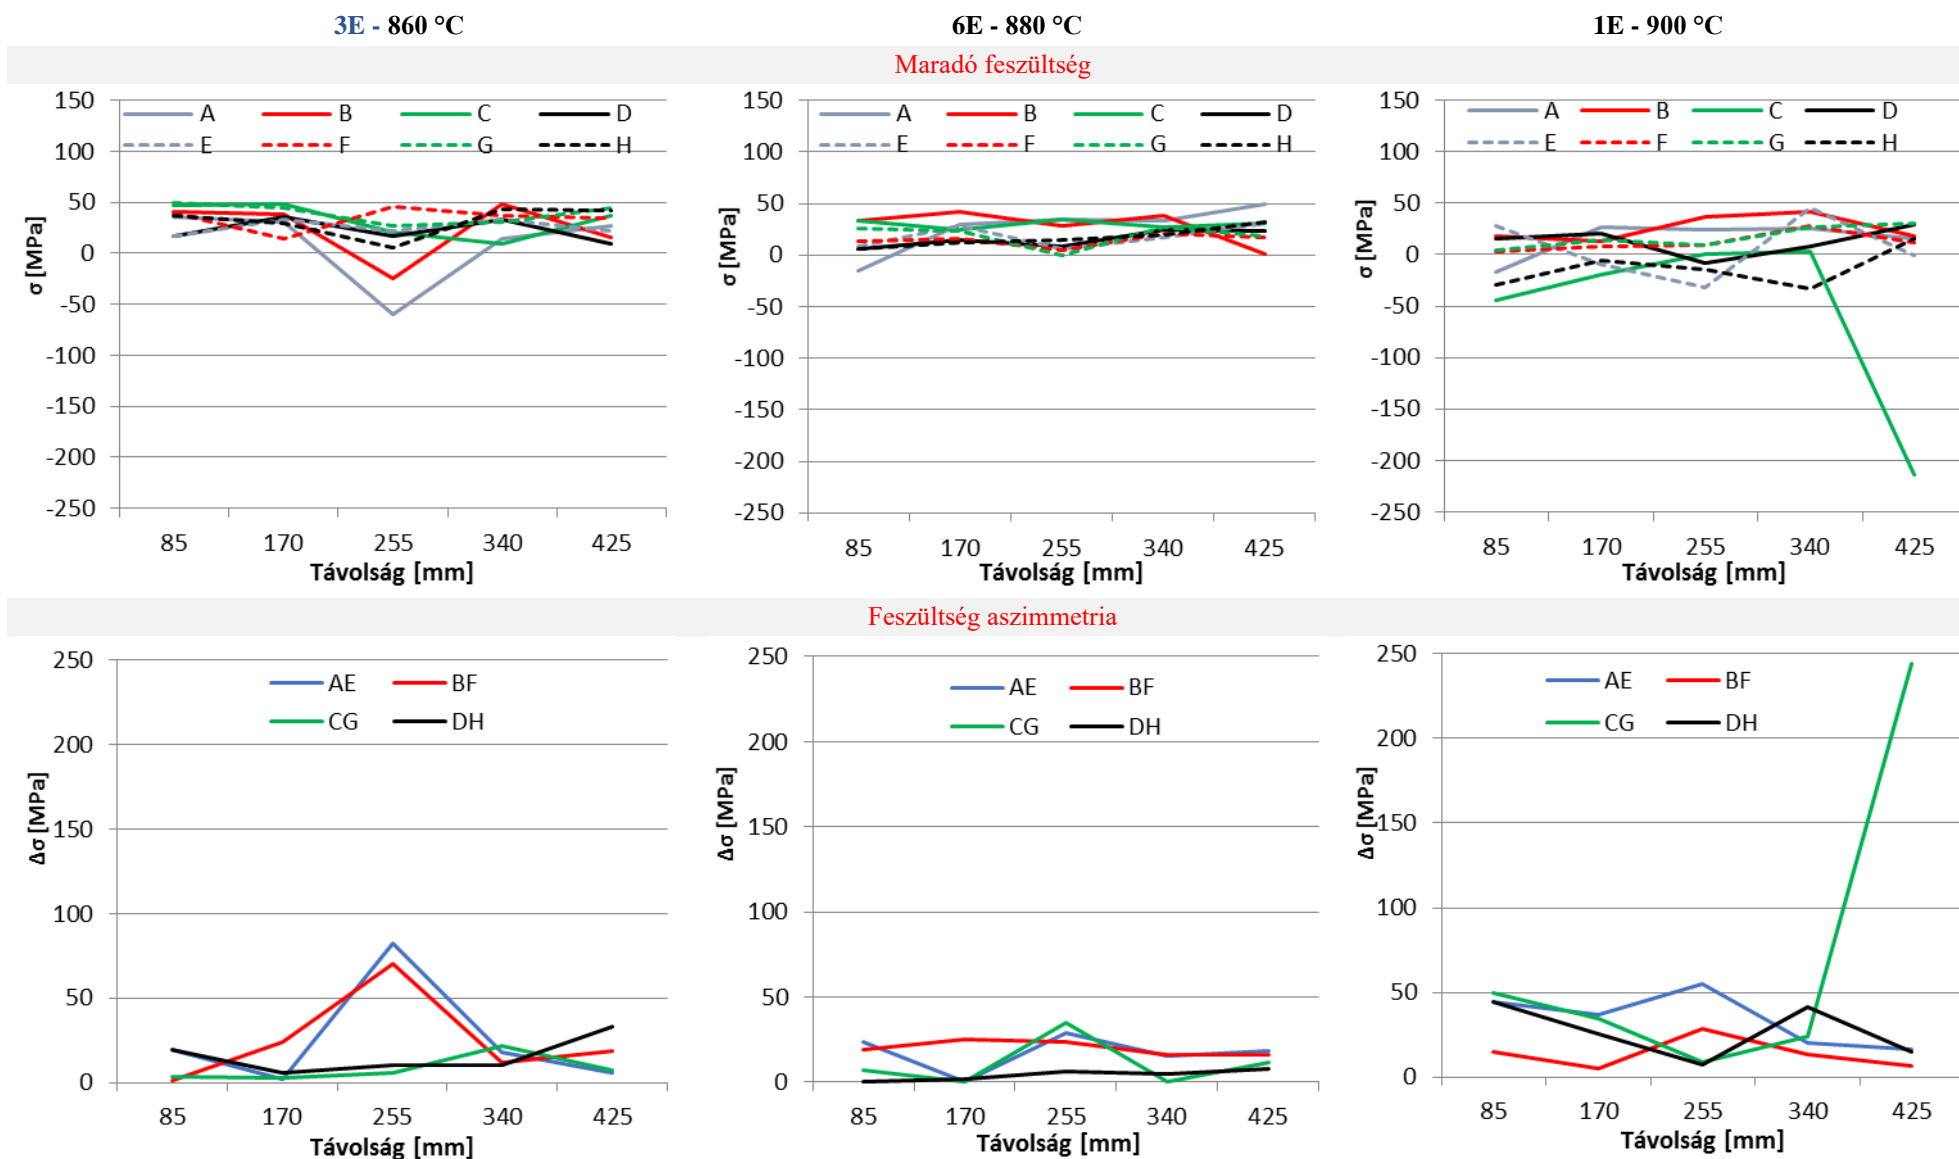 3E - 860 °C 6E - 880 °C 1E - 900 °C
Maradó feszültség
150
100
50
0
-50
-100
-150
-200
-250
σ [MPa]
A B C D
E F G H
85 170 255 340 425
Távolság [mm]
150
100
50
0
-50
-100
-150
-200
-250
σ [MPa]
A B C D
E F G H
85 170 255 340 425
Távolság [mm]
150
100
50
0
-50
-100
-150
-200
-250
σ [MPa]
A B C D
E F G H
85 170 255 340 425
Távolság [mm]
Feszültség aszimmetria
250
200
150
100
50
0
Δσ [MPa]
AE BF
CG DH
85 170 255 340 425
Távolság [mm]
250
200
150
100
50
0
Δσ [MPa]
AE BF
CG DH
85 170 255 340 425
Távolság [mm]
250
200
150
100
50
0
Δσ [MPa]
AE BF
CG DH
85 170 255 340 425
Távolság [mm]